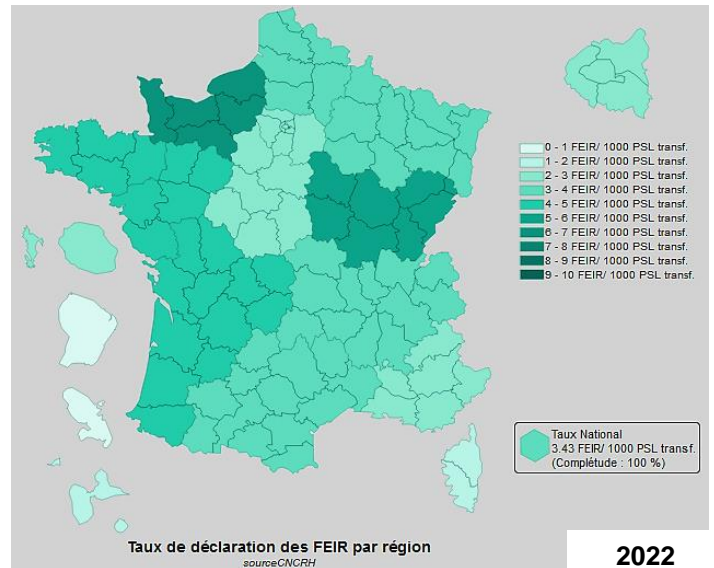 0 - 1 FEIR/ 1000 PSL transf.
1 - 2 FEIR/ 1000 PSL transf.
2 - 3 FEIR/ 1000 PSL transf.
3 - 4 FEIR/ 1000 PSL transf.
4 - 5 FEIR/ 1000 PSL transf.
5 - 6 FEIR/ 1000 PSL transf.
6 - 7 FEIR/ 1000 PSL transf.
7 - 8 FEIR/ 1000 PSL transf.
8 - 9 FEIR/ 1000 PSL transf.
9 - 10 FEIR/ 1000 PSL transf.
Taux National
3.43 FEIR/ 1000 PSL transf.
(Complétude : 100 %)
Taux de déclaration des FEIR par région
sourceCNCRH
2022